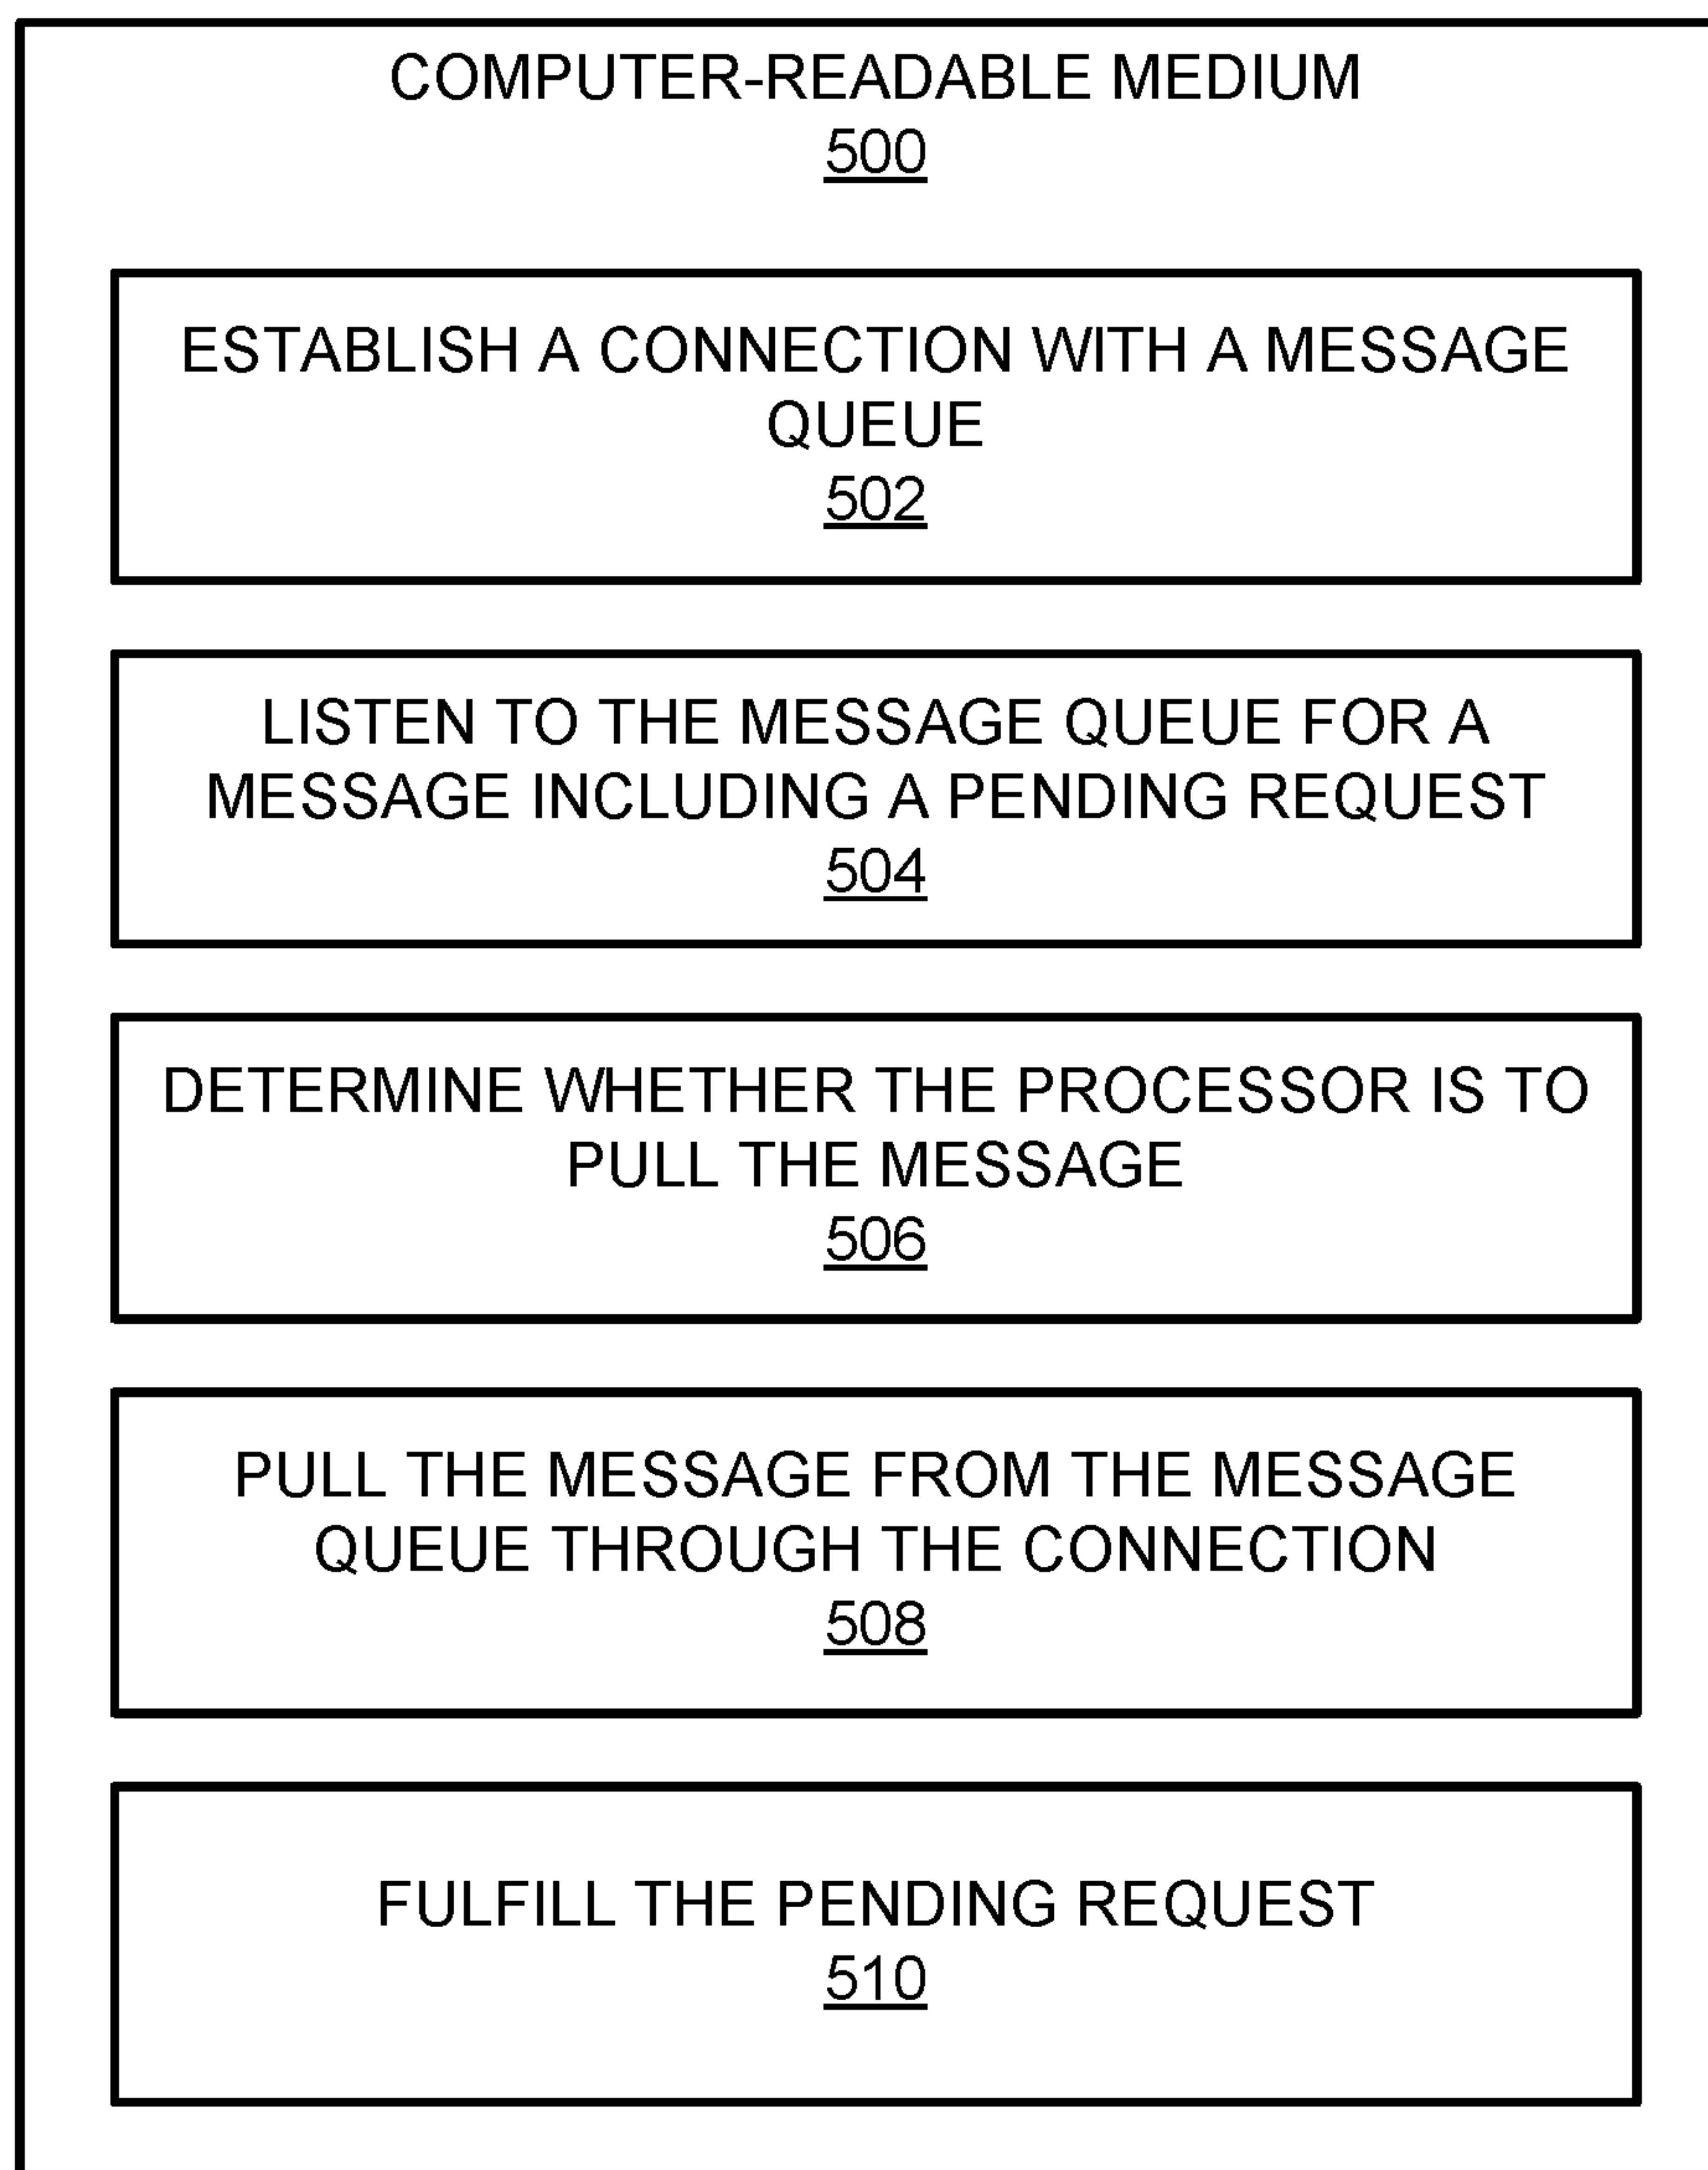 COMPUTER-READABLE MEDIUM
500
ESTABLISH A CONNECTION WITH A MESSAGE
QUEUE
502
LISTEN TO THE MESSAGE QUEUE FOR A
MESSAGE INCLUDING A PENDING REQUEST
504
DETERMINE WHETHER THE PROCESSOR IS TO
PULL THE MESSAGE
506
PULL THE MESSAGE FROM THE MESSAGE
QUEUE THROUGH THE CONNECTION
508
FULFILL THE PENDING REQUEST
510